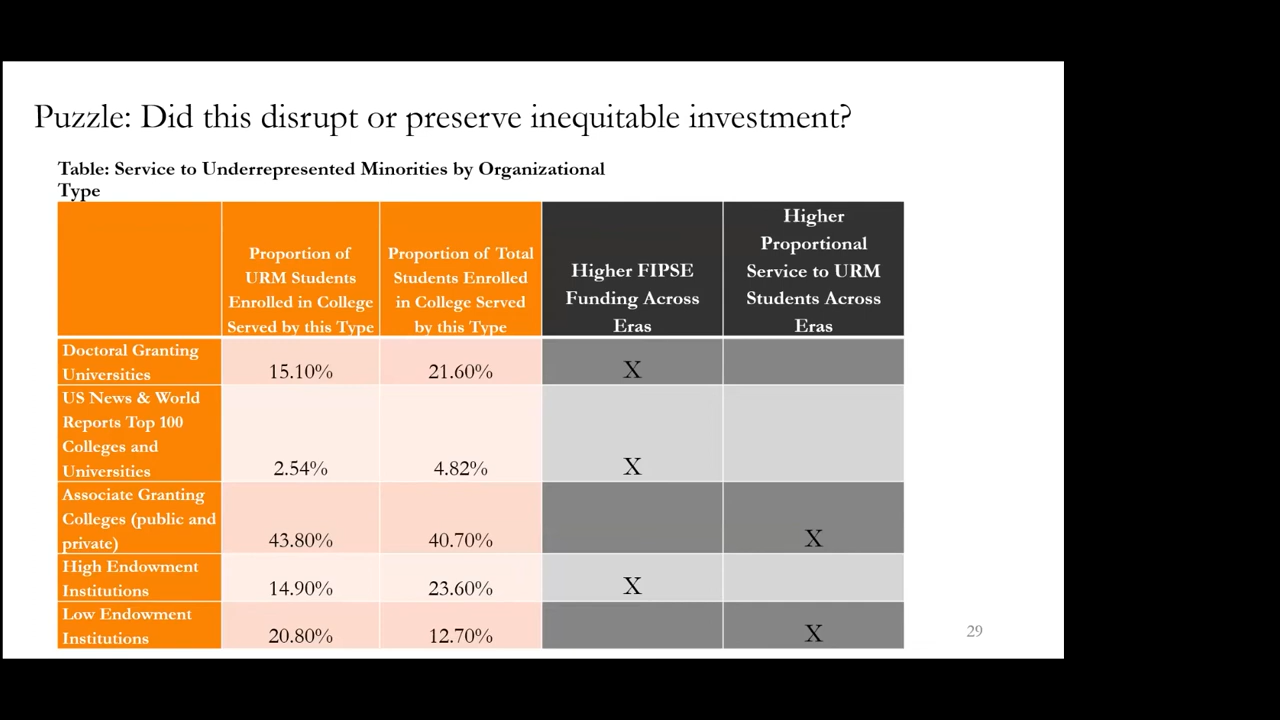 Puzzle: Did this disrupt or preserve inequitable investment?
Table: Service to Underrepresented Minorities by Organizational
Type
Proportion of
URM Students
Enrolled in College
Served by this Type
Proportion of Total
Students Enrolled
in College Served
by this Type
Higher FIPSE
Funding Across
Eras
Higher
Proportional
Service to URM
Students Across
Eras
Doctoral Granting
Universities
15.10%
21.60%
X
US News & World
Reports Top 100
Colleges and
Universities
2.54%
4.82%
X
Associate Granting
Colleges (public and
private)
43.80%
40.70%
X
High Endowment
Institutions
14.90%
23.60%
X
Low Endowment
Institutions
20.80%
12.70%
X
29